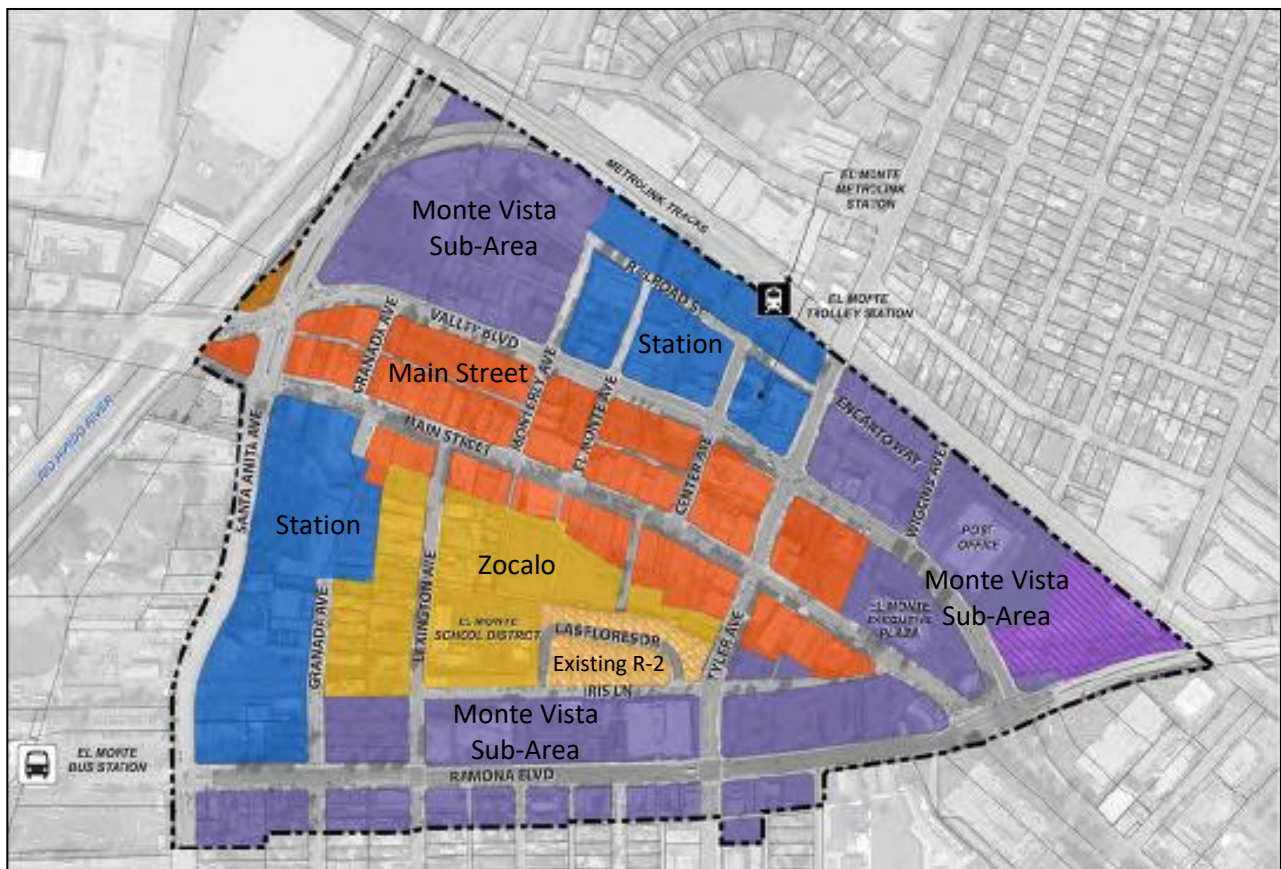 METROLINK TRACKS
EL MONTE
METROLINK
STATION
Monte Vista
Sub-Area
RAILROAD ST
EL MONTE
TROLLEY STATION
VALLEY BLVD
GRANADA AVE
Station
Main Street
MONTEREY AVE
EL MONTE AVE
MAIN STREET
CENTER AVE
ENCANTO WAY
WIGGINS AVE
RIO HONDO RIVER
SANTA ANITA AVE
POST
OFFICE
Station
Zocalo
Monte Vista
Sub-Area
EL MONTE
EXECUTIVE
PLAZA
GRANADA AVE
LEXINGTON AVE
EL MONTE
SCHOOL DISTRICT
LAS FLORES DR
Existing R-2
TYLER AVE
IRIS LN
Monte Vista
Sub-Area
EL MONTE
BUS STATION
RAMONA BLVD